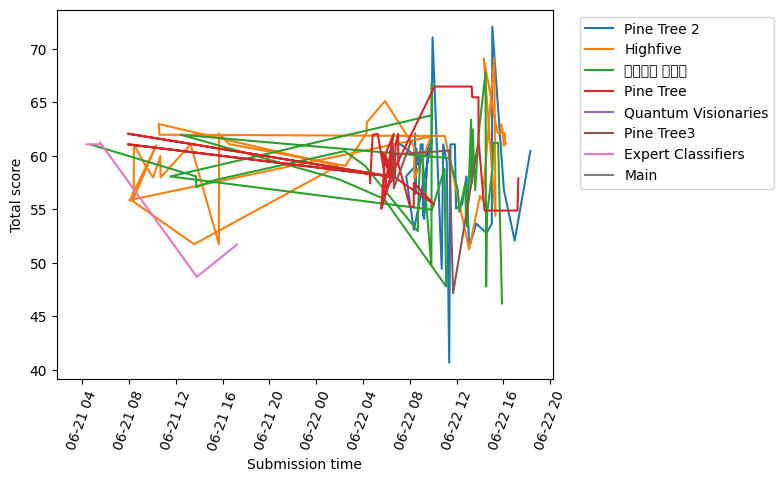 Total score
70
65
60
55
50
45
40
06-21 04
06-21 08
06-21 12
06-21 16
06-21 20
06-22 00
06-22 04
06-22 08
06-22 12
06-22 16
06-22 20
Submission time
Pine Tree 2
Highfive
Pine Tree
Quantum Visionaries
Pine Tree3
Expert Classifiers
Main